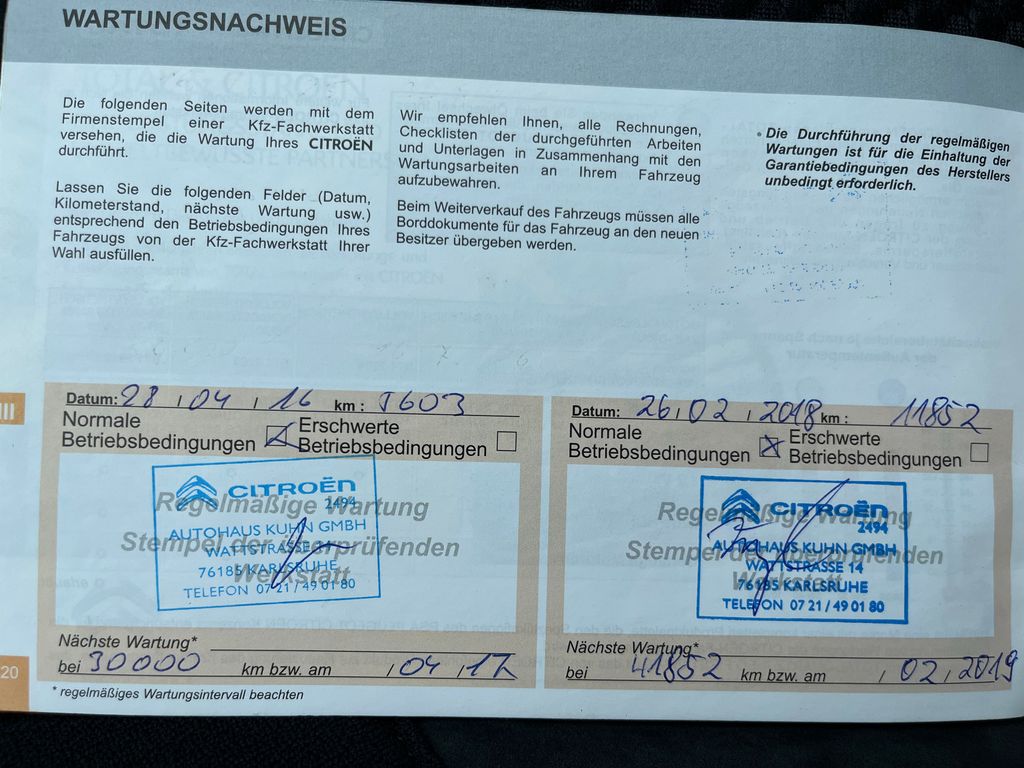 WARTUNGSNACHWEIS
Die folgenden Seiten werden mit dem
Firmenstempel einer Kfz-Fachwerkstatt
versehen, die die Wartung Ihres CITROËN
durchführt.
Lassen Sie die folgenden Felder (Datum,
Kilometerstand, nächste Wartung usw.)
entsprechend den Betriebsbedingungen Ihres
Fahrzeugs von der Kfz-Fachwerkstatt Ihrer
Wahl ausfüllen.
Wir empfehlen Ihnen, alle Rechnungen,
Checklisten der durchgeführten Arbeiten
und Unterlagen in Zusammenhang mit den
Wartungsarbeiten an Ihrem Fahrzeug
aufzubewahren.
Beim Weiterverkauf des Fahrzeugs müssen alle
Borddokumente für das Fahrzeug an den neuen
Besitzer übergeben werden.
Die Durchführung der regelmäßigen
Wartungen ist für die Einhaltung der
Garantiebedingungen des Herstellers
unbedingt erforderlich.
III
Datum: 28 / 04 / 16 km : 5603
Normale
Betriebsbedingungen
Erschwerte
Betriebsbedingungen
CITROËN
2494
Regelmäßige Wartung
AUTOHAUS KUHN GMBH
Stempel der überprüfenden
WATTSTRASSE
76185 KARLSRUHE
Werkstatt
TELEFON 07 21 / 49 01 80
Nächste Wartung*
bei 30000 km bzw. am / 04 / 17
* regelmäßiges Wartungsintervall beachten
Datum: 26 / 02 / 2018 km : 11852
Normale
Betriebsbedingungen
Erschwerte
Betriebsbedingungen
CITROËN
Regelmäßige Wartung
2494
AUTOHAUS KUHN GMBH
Stempel der überprüfenden
WATTSTRASSE 14
76185 KARLSRUHE
Werkstatt
TELEFON 07 21 / 49 01 80
Nächste Wartung*
bei 41852 km bzw. am / 02 / 2019
20